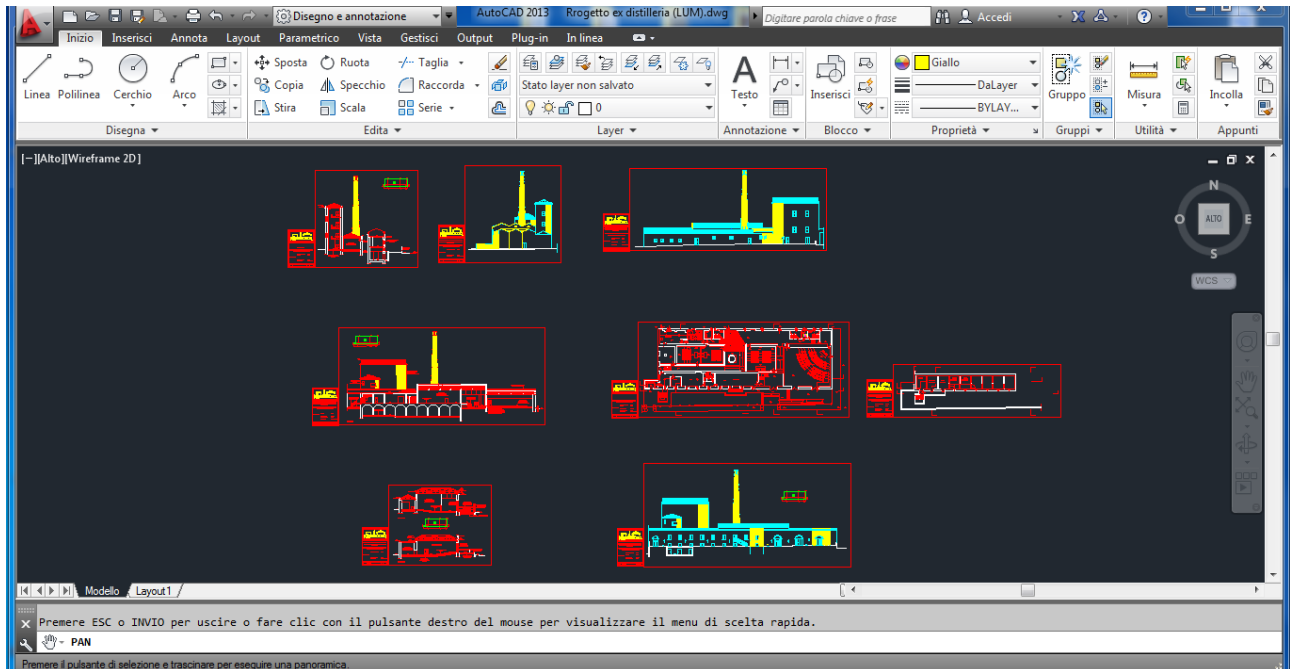 Disegno e annotazione
AutoCAD 2013 Rrogetto ex distilleria (LUM).dwg
Digitare parola chiave o frase
Accedi
Inizio Inserisci Annota Layout Parametrico Vista Gestisci Output Plug-in In linea
Linea Polilinea Cerchio Arco
Sposta Ruota Taglia
Copia Specchio Raccorda
Stira Scala Serie
Stato layer non salvato
0
Testo
Inserisci
Giallo
DaLayer
BYLAY...
Gruppo
Misura
Incolla
Disegna Edita Layer Annotazione Blocco Proprietà Gruppi Utilità Appunti
[−][Alto][Wireframe 2D]
N
O ALTO E
S
WCS
Modello Layout1
Premere ESC o INVIO per uscire o fare clic con il pulsante destro del mouse per visualizzare il menu di scelta rapida.
PAN
Premere il pulsante di selezione e trascinare per eseguire una panoramica.